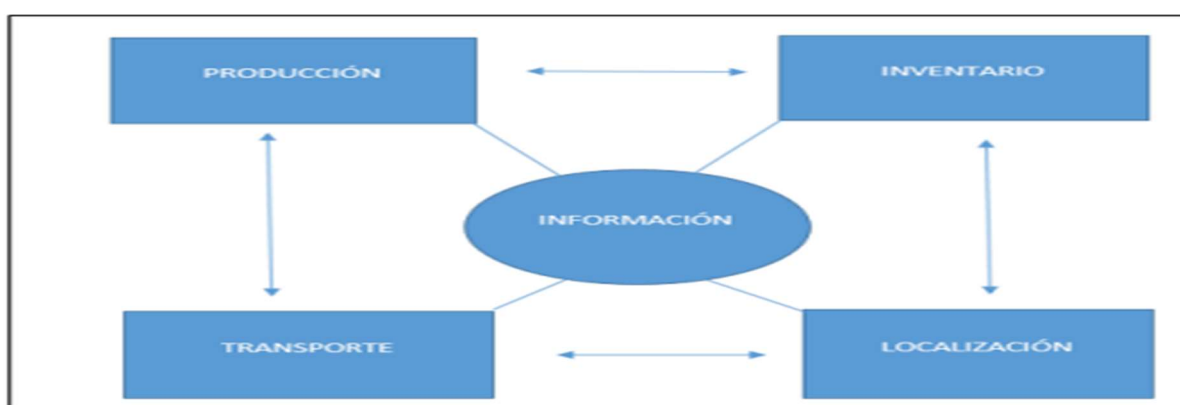 PRODUCCIÓN
INVENTARIO
INFORMACIÓN
TRANSPORTE
LOCALIZACIÓN